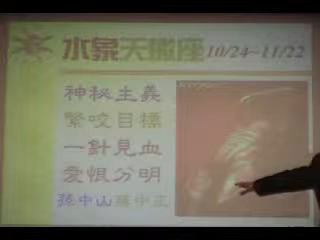 水象天蠍座 10/24~11/22
神秘主義
緊咬目標
一針見血
愛恨分明
孫中山 蔣中正